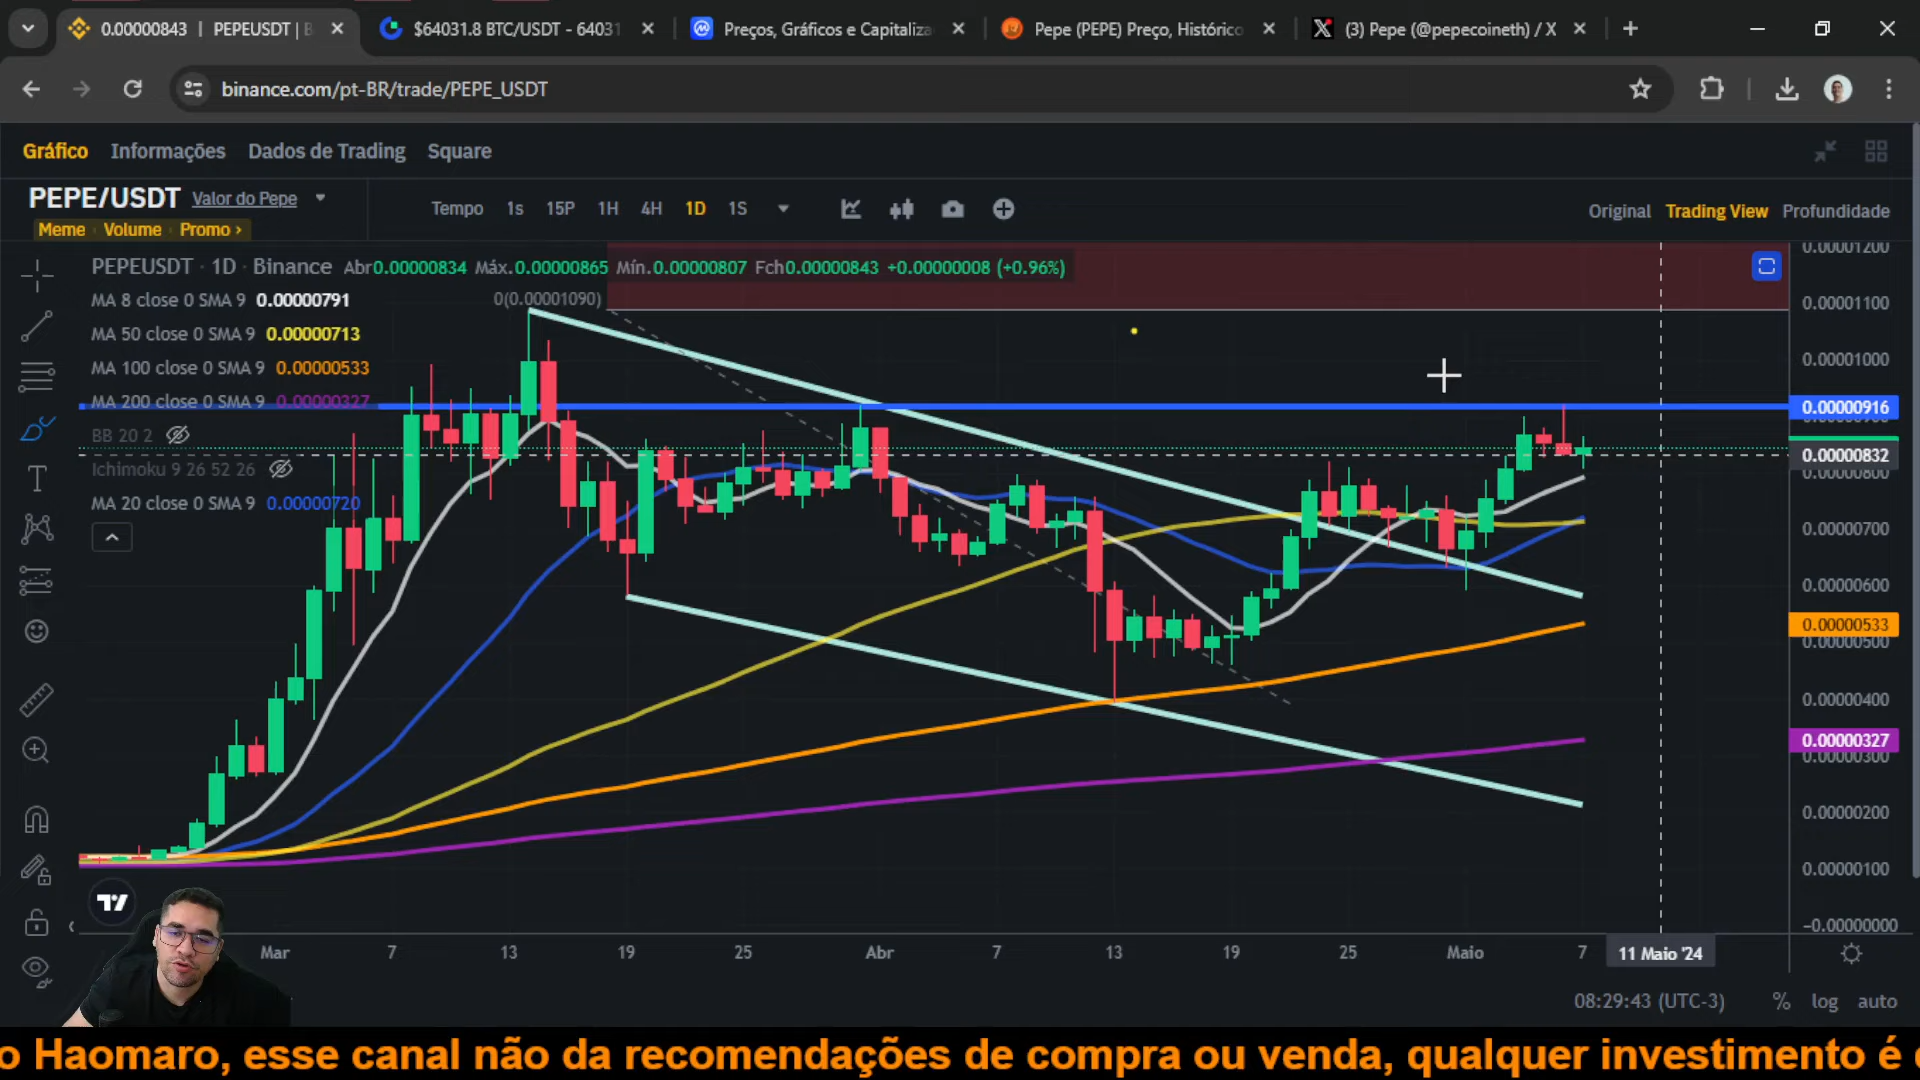 0.00000843 | PEPEUSDT | B
$64031.8 BTC/USDT - 6403
Preços, Gráficos e Capitaliza
Pepe (PEPE) Preço, Histórico
(3) Pepe (@pepecoineth) / X
binance.com/pt-BR/trade/PEPE_USDT
Gráfico Informações Dados de Trading Square
PEPE/USDT Valor do Pepe
Meme Volume Promo
Tempo 1s 15P 1H 4H 1D 1S
Original Trading View Profundidade
PEPEUSDT · 1D · Binance Abr0.00000834 Máx.0.00000865 Mín.0.00000807 Fch0.00000843 +0.00000008 (+0.96%)
MA 8 close 0 SMA 9 0.00000791
0(0.00001090)
MA 50 close 0 SMA 9 0.00000713
MA 100 close 0 SMA 9 0.00000533
MA 200 close 0 SMA 9 0.00000327
BB 20 2
Ichimoku 9 26 52 26
MA 20 close 0 SMA 9 0.00000720
0.00001200
0.00001100
0.00001000
0.00000916
0.00000832
0.00000800
0.00000700
0.00000600
0.00000533
0.00000500
0.00000400
0.00000327
0.00000300
0.00000200
0.00000100
−0.00000000
Mar 7 13 19 25 Abr 7 13 19 25 Maio 7 11 Maio '24
08:29:43 (UTC-3) % log auto
o Haomaro, esse canal não da recomendações de compra ou venda, qualquer investimento é